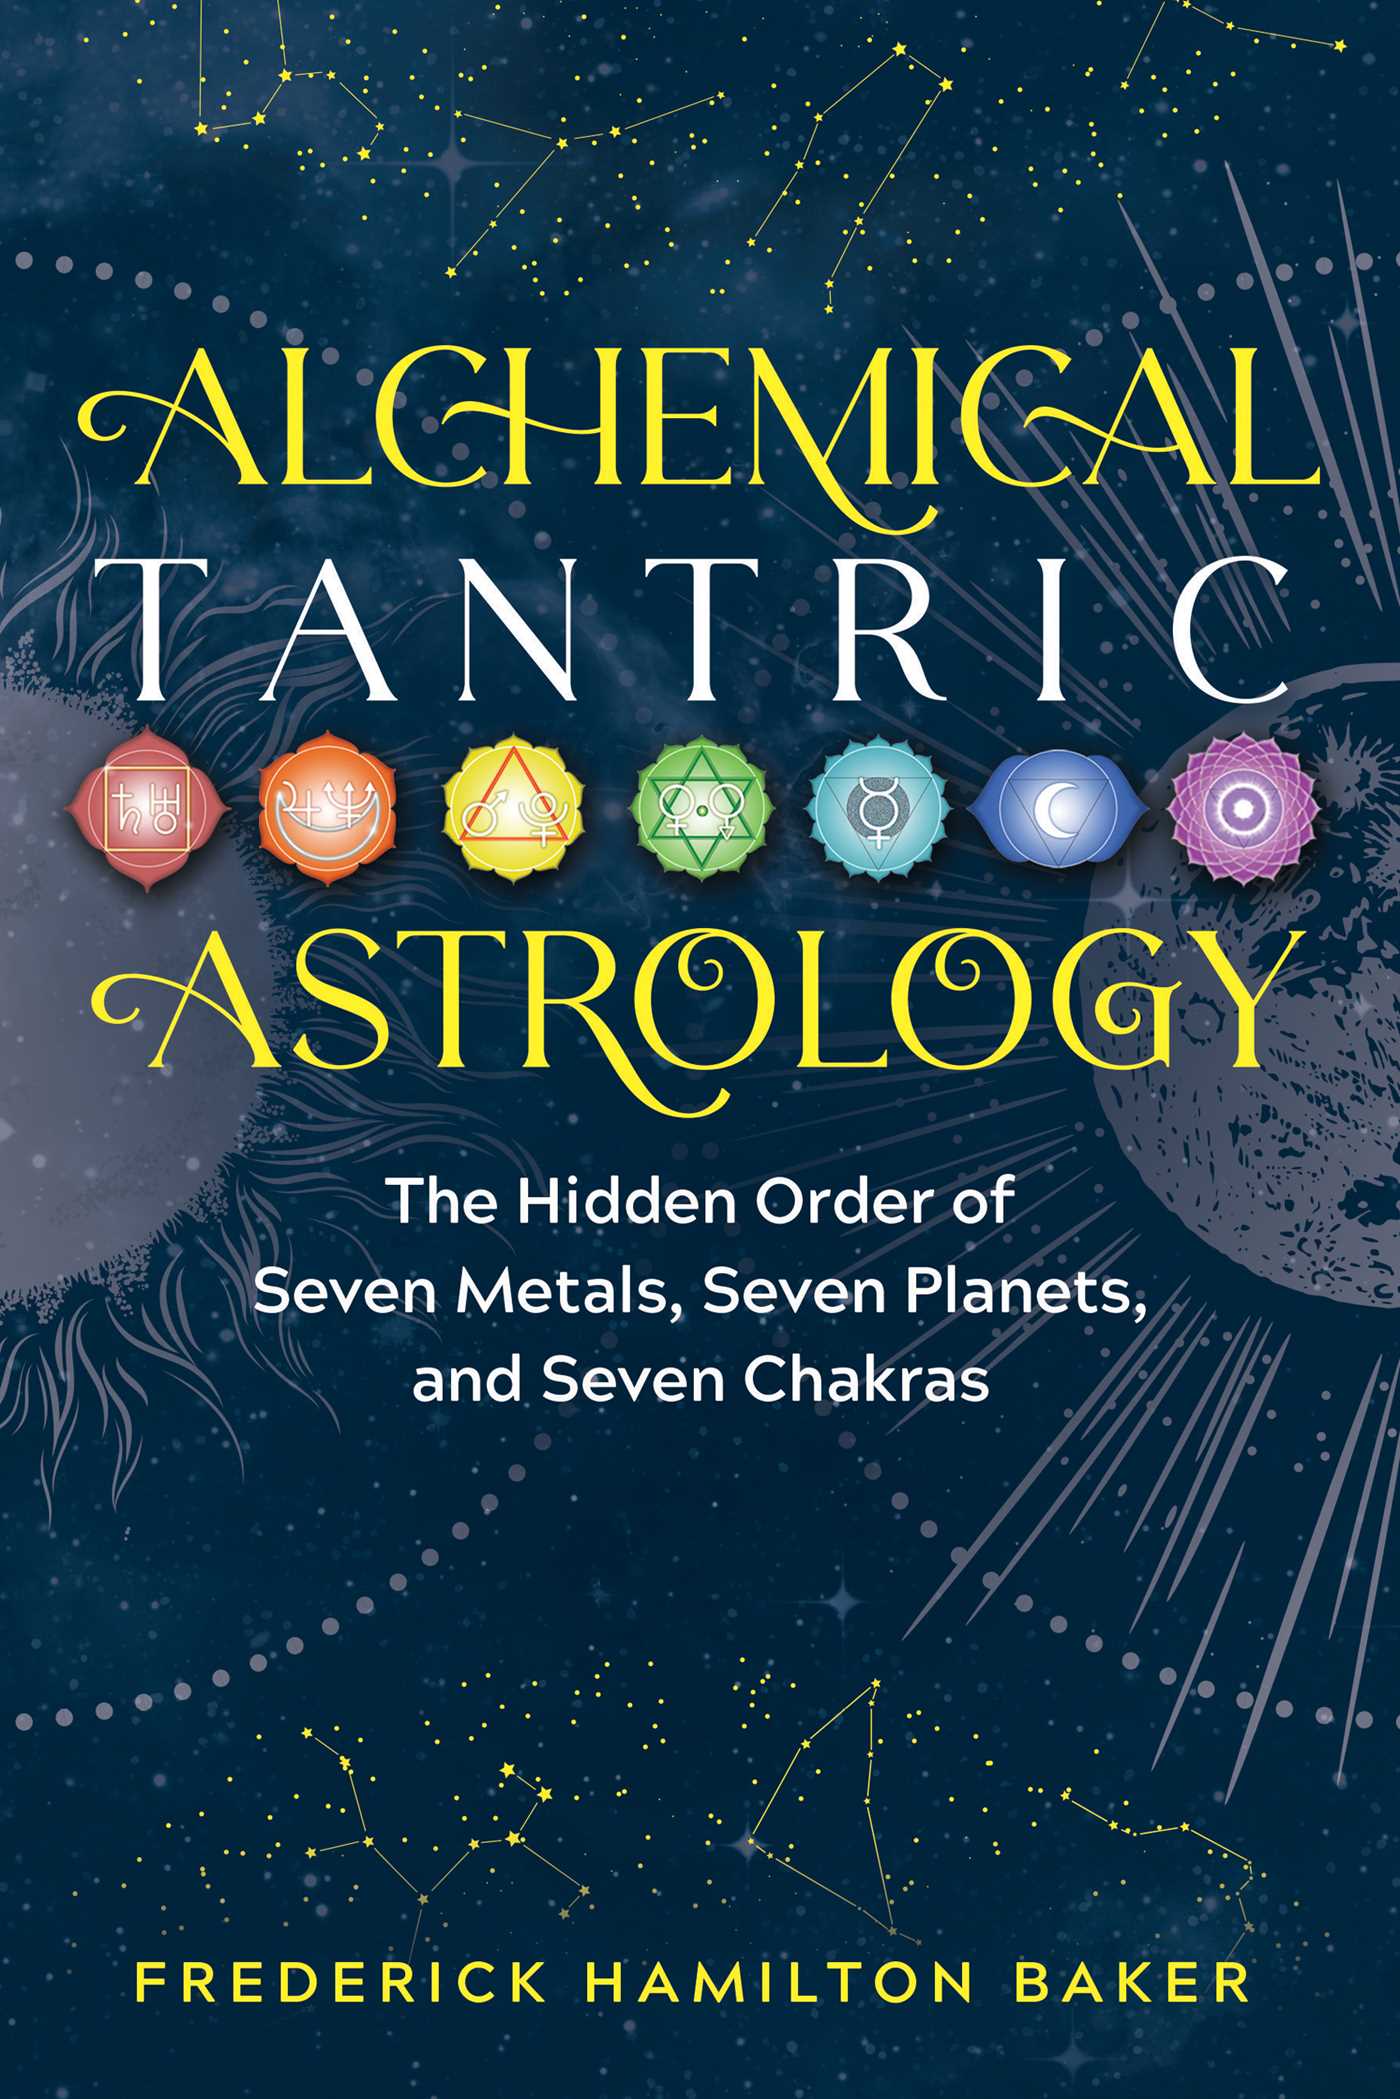 ALCHEMICAL
TANTRIC
♄ ♅ ♃ ♆ ♂ ♇ ♀ ☿
ASTROLOGY
The Hidden Order of
Seven Metals, Seven Planets,
and Seven Chakras
FREDERICK HAMILTON BAKER